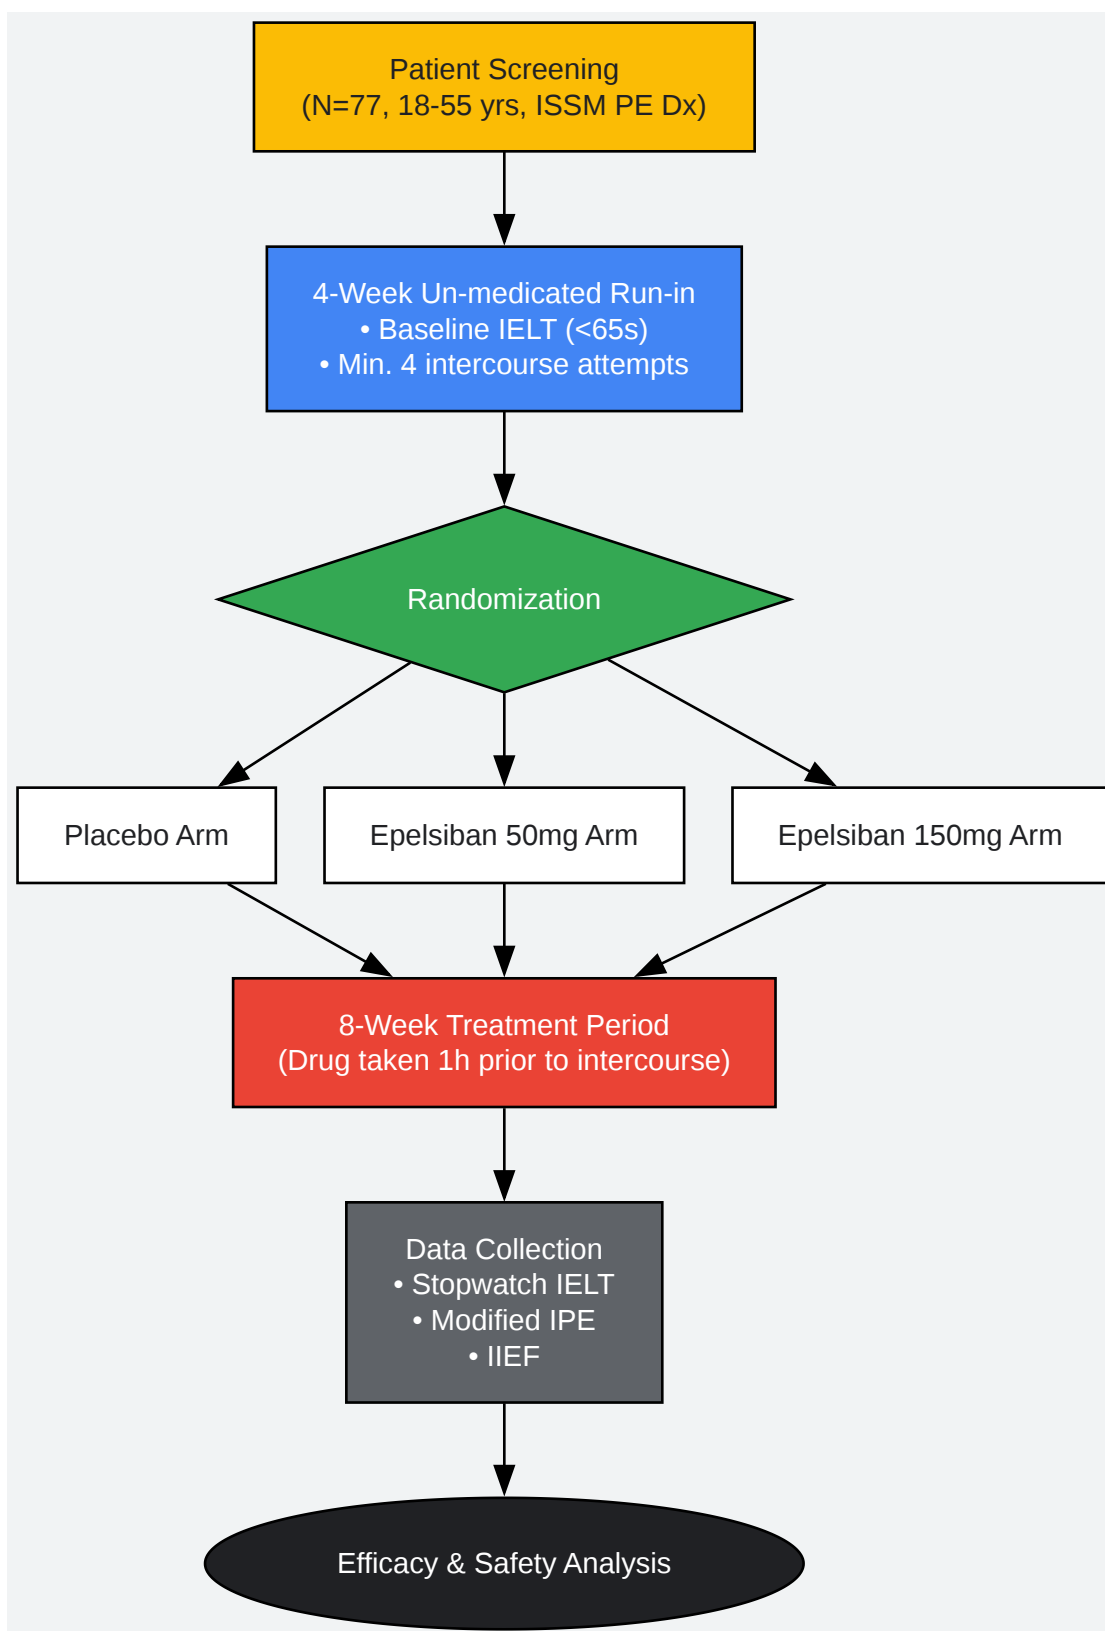 Patient Screening
(N=77, 18-55 yrs, ISSM PE Dx)
4-Week Un-medicated Run-in
• Baseline IELT (<65s)
• Min. 4 intercourse attempts
Randomization
Placebo Arm
Epelsiban 50mg Arm
Epelsiban 150mg Arm
8-Week Treatment Period
(Drug taken 1h prior to intercourse)
Data Collection
• Stopwatch IELT
• Modified IPE
• IIEF
Efficacy & Safety Analysis